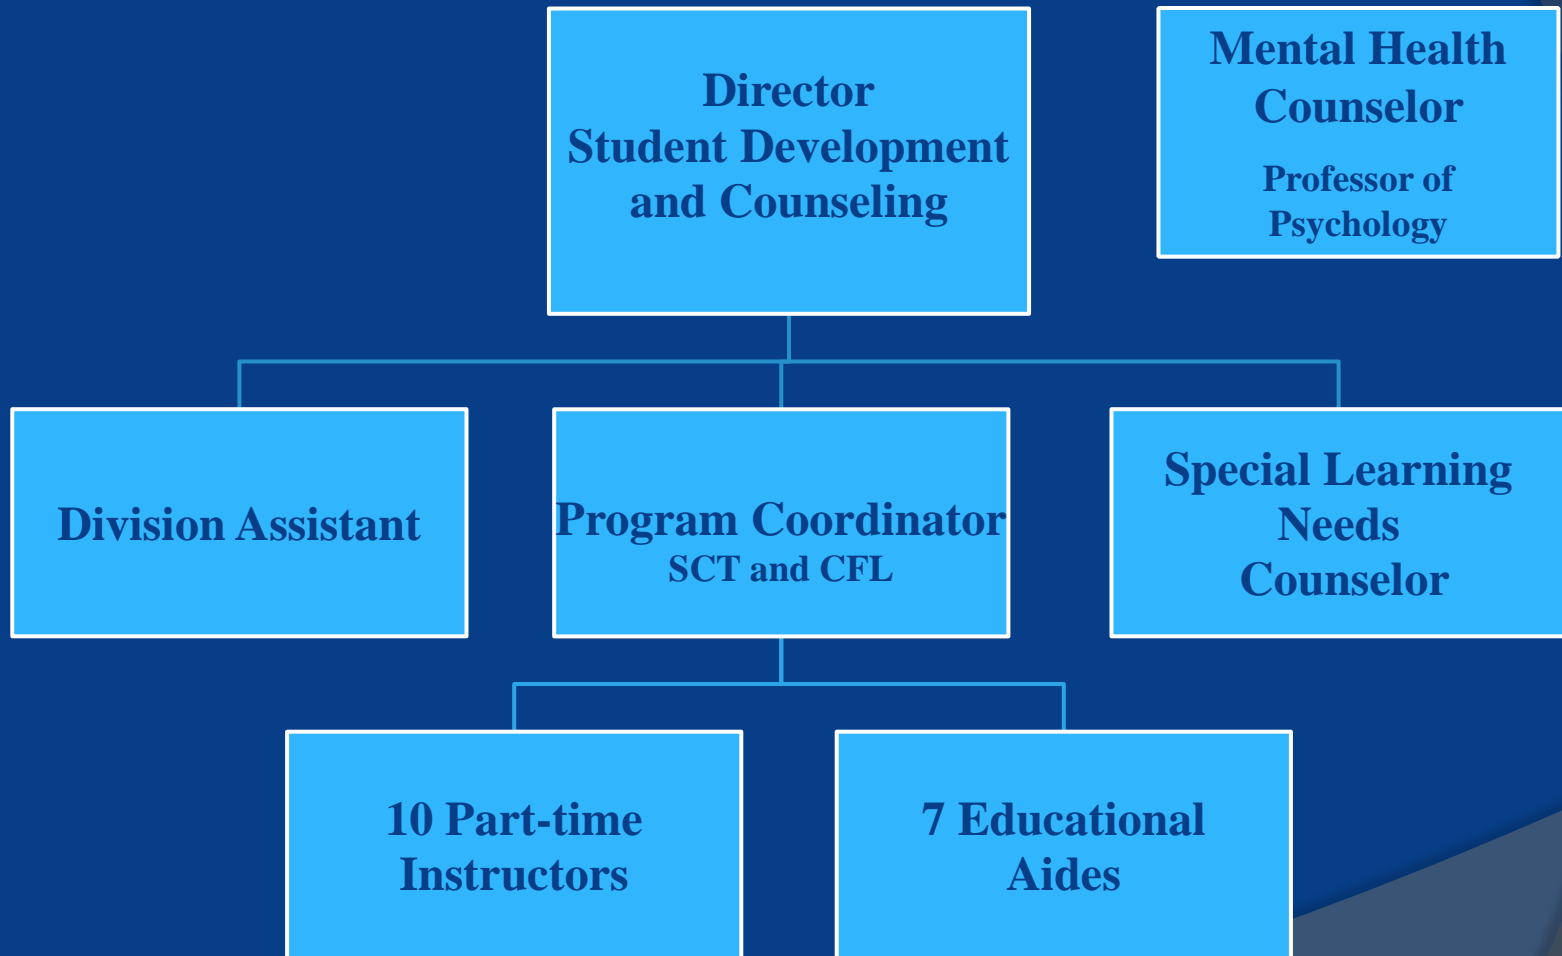 Director
Student Development
and Counseling
Mental Health
Counselor
Professor of
Psychology
Division Assistant
Program Coordinator
SCT and CFL
Special Learning
Needs
Counselor
10 Part-time
Instructors
7 Educational
Aides